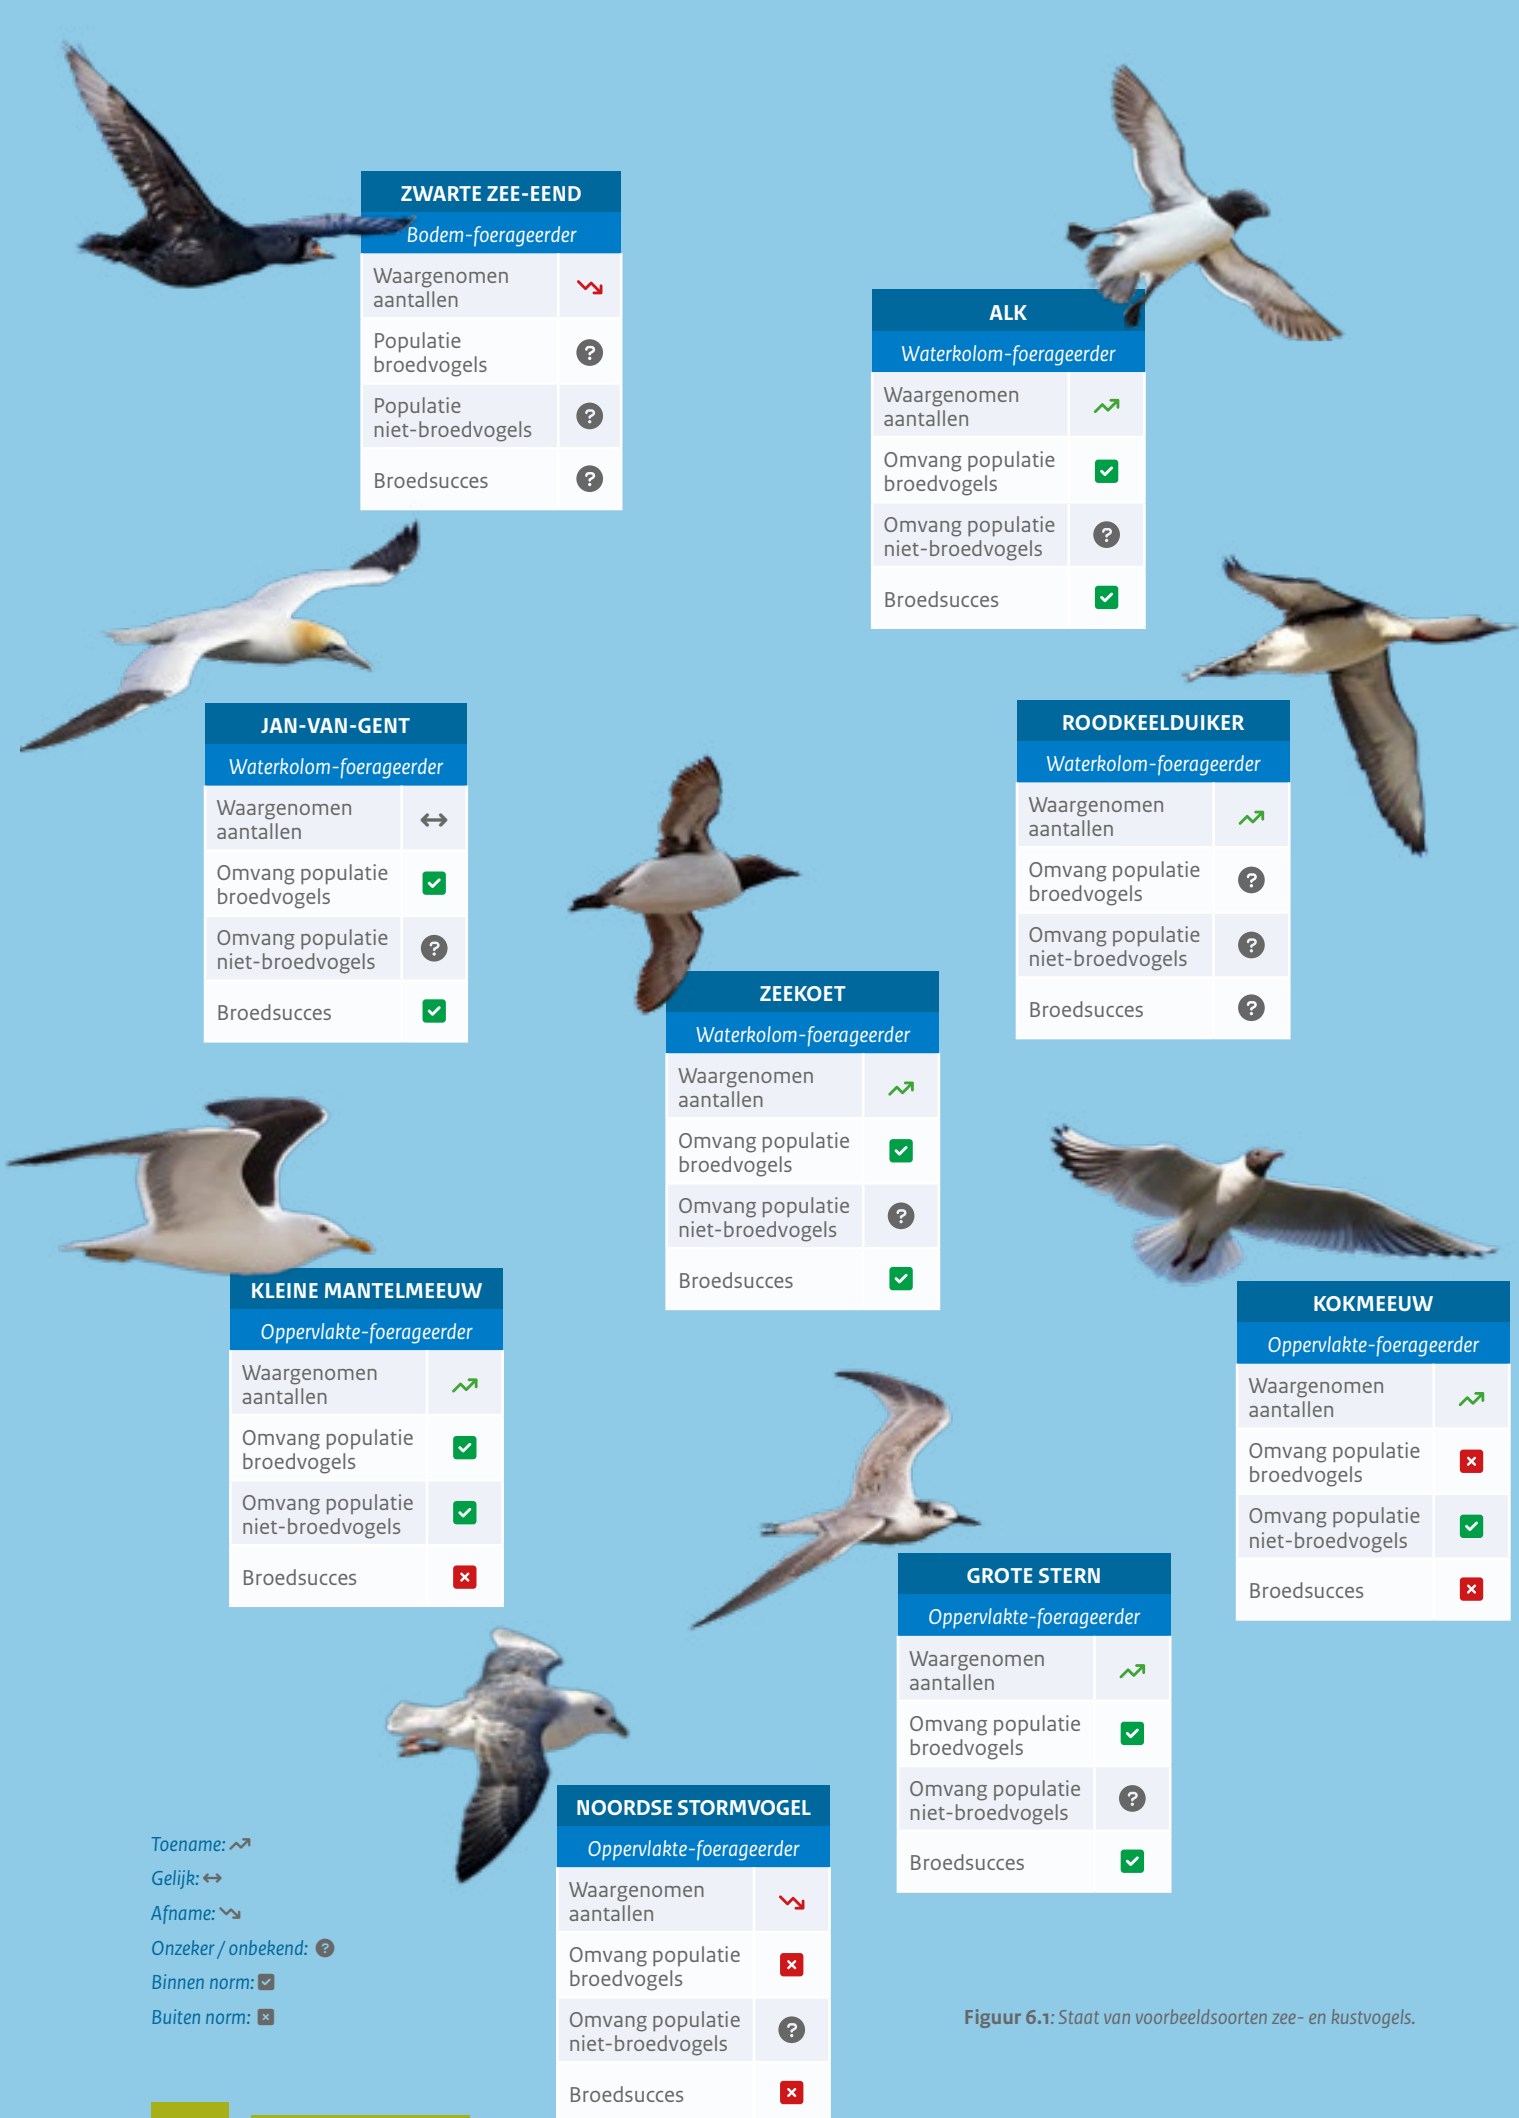 ZWARTE ZEE-EEND
Bodem-foerageerder
Waargenomen
aantallen
Populatie
broedvogels
Populatie
niet-broedvogels
Broedsucces
ALK
Waterkolom-foerageerder
Waargenomen
aantallen
Omvang populatie
broedvogels
Omvang populatie
niet-broedvogels
Broedsucces
JAN-VAN-GENT
Waterkolom-foerageerder
Waargenomen
aantallen
Omvang populatie
broedvogels
Omvang populatie
niet-broedvogels
Broedsucces
ROODKEELDUIKER
Waterkolom-foerageerder
Waargenomen
aantallen
Omvang populatie
broedvogels
Omvang populatie
niet-broedvogels
Broedsucces
ZEEKOET
Waterkolom-foerageerder
Waargenomen
aantallen
Omvang populatie
broedvogels
Omvang populatie
niet-broedvogels
Broedsucces
KLEINE MANTELMEEUW
Oppervlakte-foerageerder
Waargenomen
aantallen
Omvang populatie
broedvogels
Omvang populatie
niet-broedvogels
Broedsucces
KOKMEEUW
Oppervlakte-foerageerder
Waargenomen
aantallen
Omvang populatie
broedvogels
Omvang populatie
niet-broedvogels
Broedsucces
GROTE STERN
Oppervlakte-foerageerder
Waargenomen
aantallen
Omvang populatie
broedvogels
Omvang populatie
niet-broedvogels
Broedsucces
NOORDSE STORMVOGEL
Oppervlakte-foerageerder
Waargenomen
aantallen
Omvang populatie
broedvogels
Omvang populatie
niet-broedvogels
Broedsucces
Toename:
Gelijk:
Afname:
Onzeker / onbekend:
Binnen norm:
Buiten norm:
Figuur 6.1: Staat van voorbeeldsoorten zee- en kustvogels.